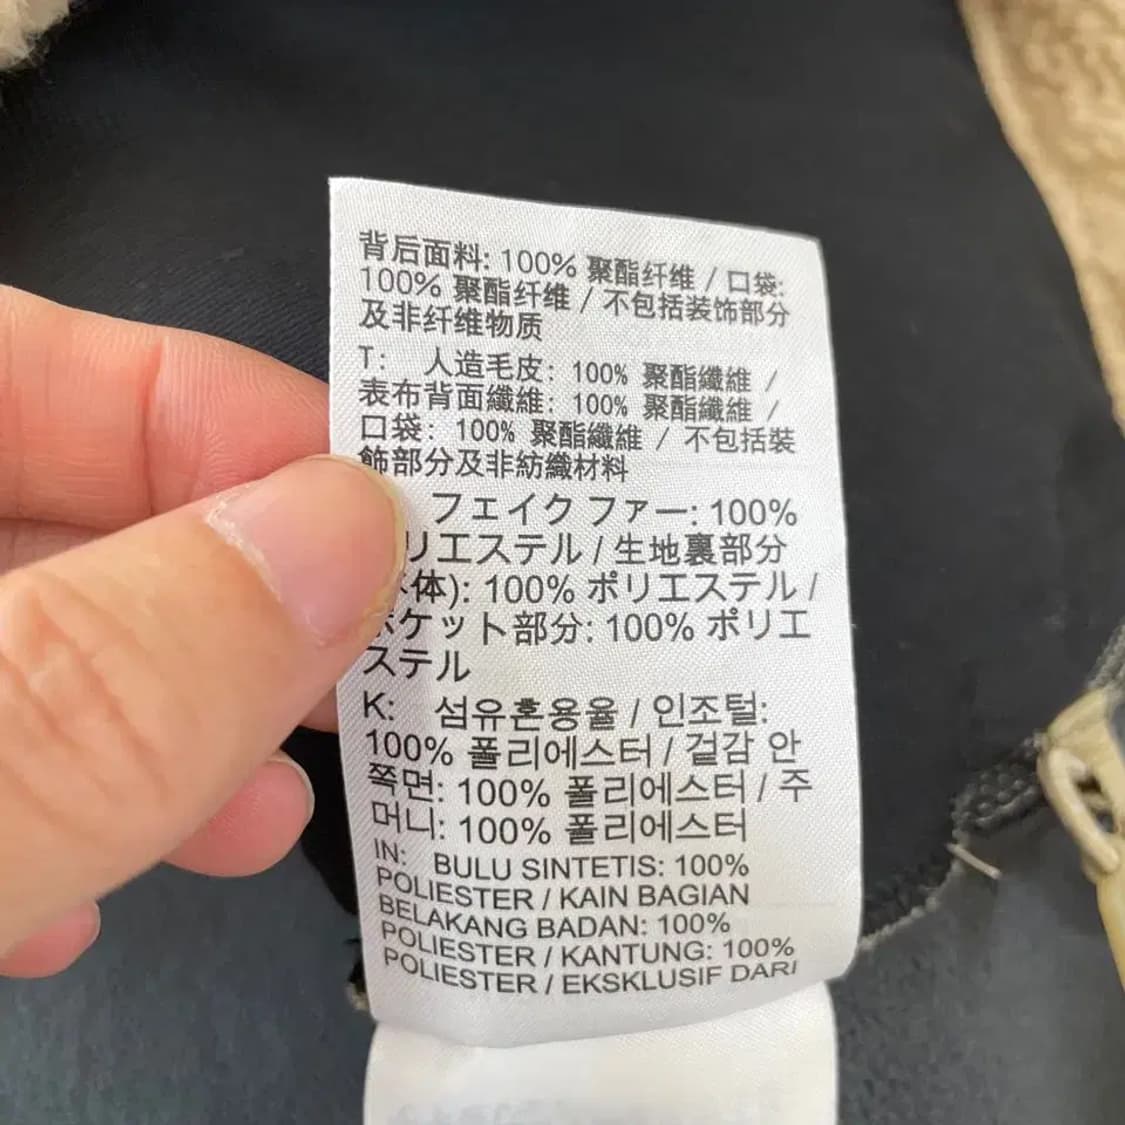 背后面料: 100% 聚酯纤维 / 口袋:
100% 聚酯纤维 / 不包括装饰部分
及非纤维物质
T: 人造毛皮: 100% 聚酯纖維 /
表布背面纖維: 100% 聚酯纖維 /
口袋: 100% 聚酯纖維 / 不包括裝
飾部分及非紡織材料
フェイク ファー: 100%
リエステル / 生地裏部分
体): 100% ポリエステル /
ポケット部分: 100% ポリエ
ステル
K: 섬유혼용율 / 인조털:
100% 폴리에스터 / 겉감 안
쪽면: 100% 폴리에스터 / 주
머니: 100% 폴리에스터
IN: BULU SINTETIS: 100%
POLIESTER / KAIN BAGIAN
BELAKANG BADAN: 100%
POLIESTER / KANTUNG: 100%
POLIESTER / EKSKLUSIF DARI